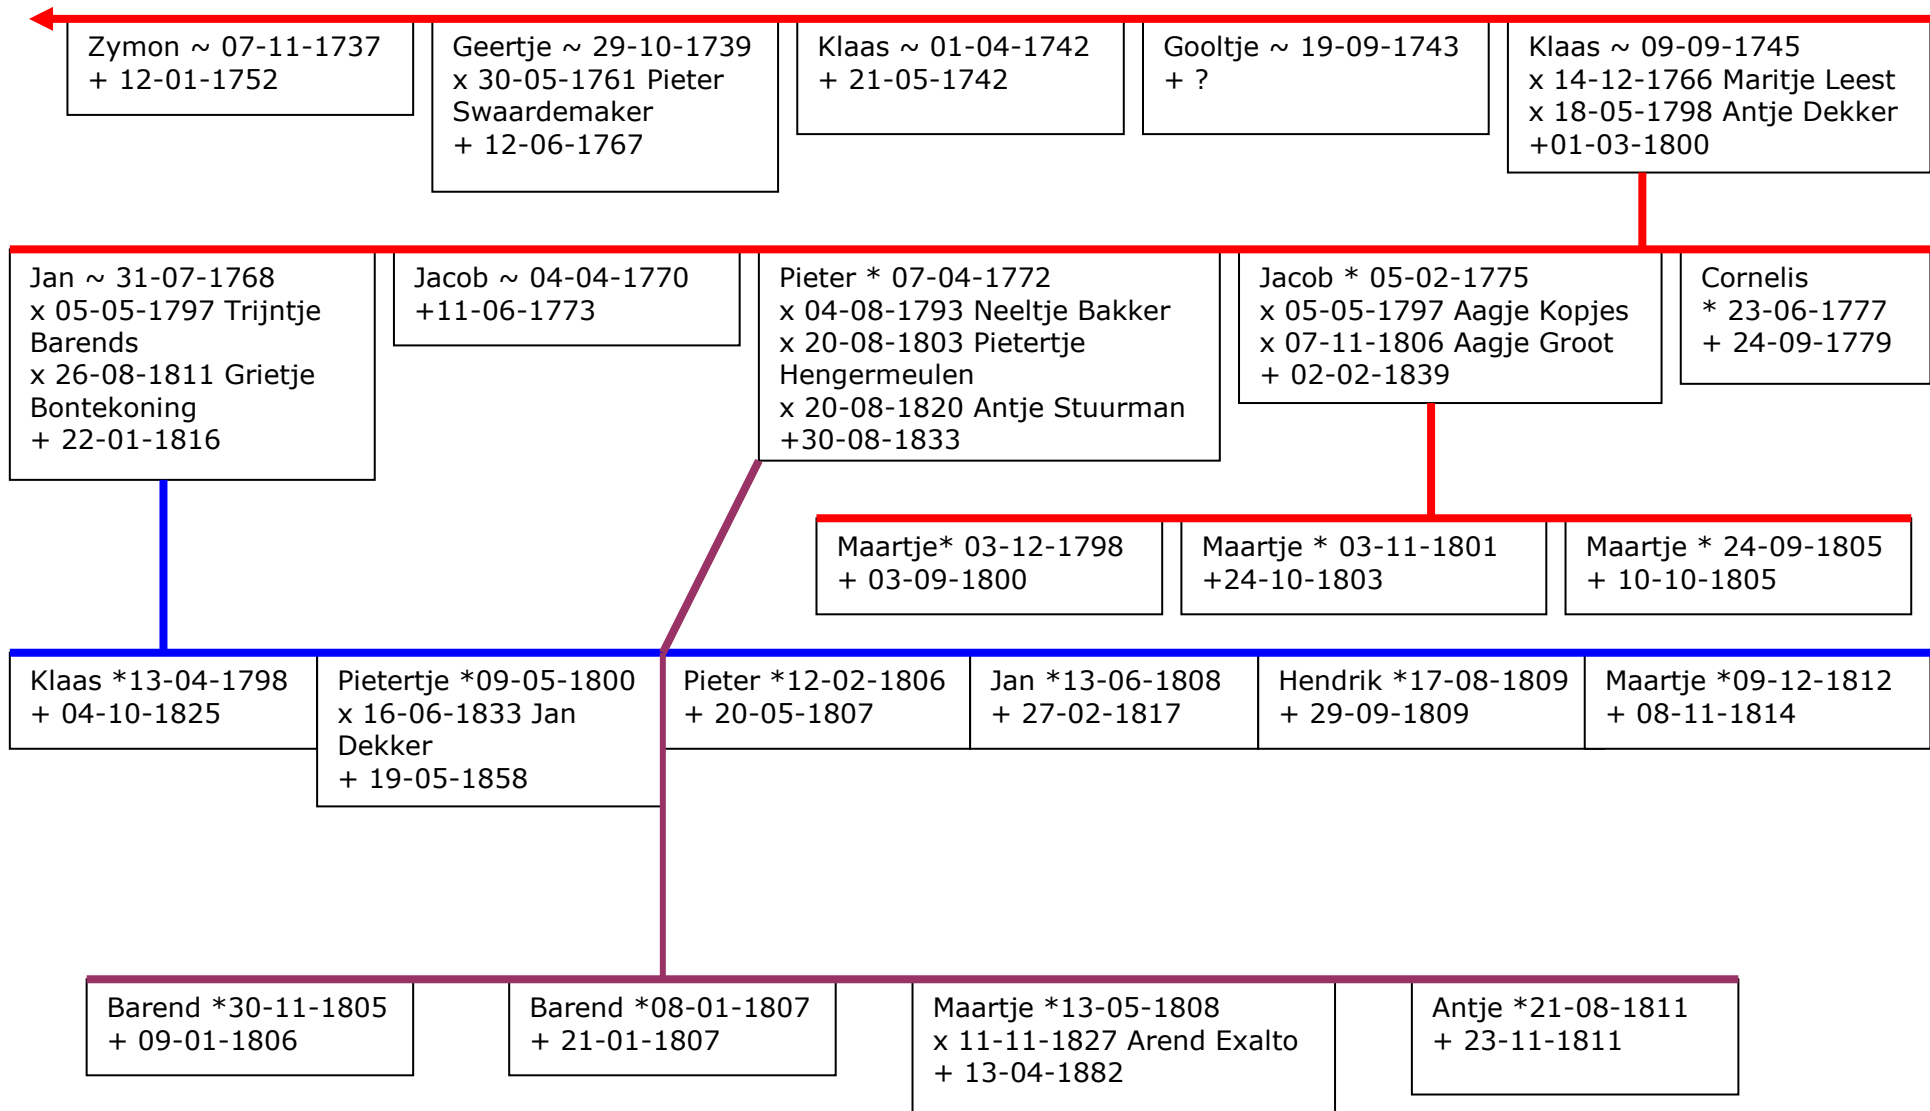 Zymon ~ 07-11-1737
+ 12-01-1752
Geertje ~ 29-10-1739
x 30-05-1761 Pieter
Swaardemaker
+ 12-06-1767
Klaas ~ 01-04-1742
+ 21-05-1742
Gooltje ~ 19-09-1743
+ ?
Klaas ~ 09-09-1745
x 14-12-1766 Maritje Leest
x 18-05-1798 Antje Dekker
+01-03-1800
Jan ~ 31-07-1768
x 05-05-1797 Trijntje
Barends
x 26-08-1811 Grietje
Bontekoning
+ 22-01-1816
Jacob ~ 04-04-1770
+11-06-1773
Pieter * 07-04-1772
x 04-08-1793 Neeltje Bakker
x 20-08-1803 Pietertje
Hengermeulen
x 20-08-1820 Antje Stuurman
+30-08-1833
Jacob * 05-02-1775
x 05-05-1797 Aagje Kopjes
x 07-11-1806 Aagje Groot
+ 02-02-1839
Cornelis
* 23-06-1777
+ 24-09-1779
Maartje* 03-12-1798
+ 03-09-1800
Maartje * 03-11-1801
+24-10-1803
Maartje * 24-09-1805
+ 10-10-1805
Klaas *13-04-1798
+ 04-10-1825
Pietertje *09-05-1800
x 16-06-1833 Jan
Dekker
+ 19-05-1858
Pieter *12-02-1806
+ 20-05-1807
Jan *13-06-1808
+ 27-02-1817
Hendrik *17-08-1809
+ 29-09-1809
Maartje *09-12-1812
+ 08-11-1814
Barend *30-11-1805
+ 09-01-1806
Barend *08-01-1807
+ 21-01-1807
Maartje *13-05-1808
x 11-11-1827 Arend Exalto
+ 13-04-1882
Antje *21-08-1811
+ 23-11-1811